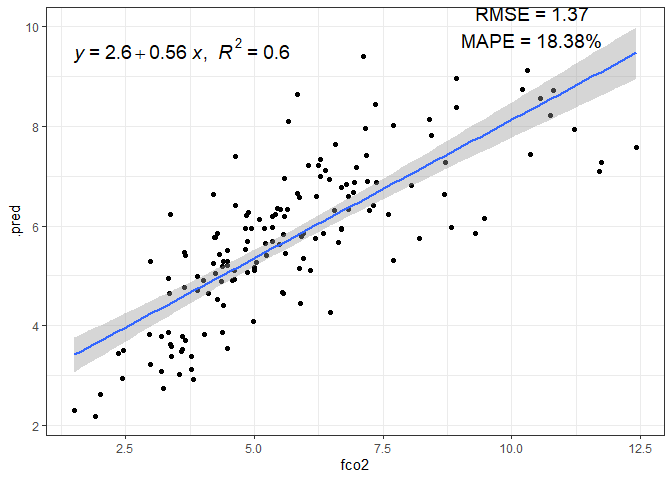 RMSE = 1.37
MAPE = 18.38%
y = 2.6 + 0.56 x, R² = 0.6
10
8
6
4
2
.pred
2.5 5.0 7.5 10.0 12.5
fco2